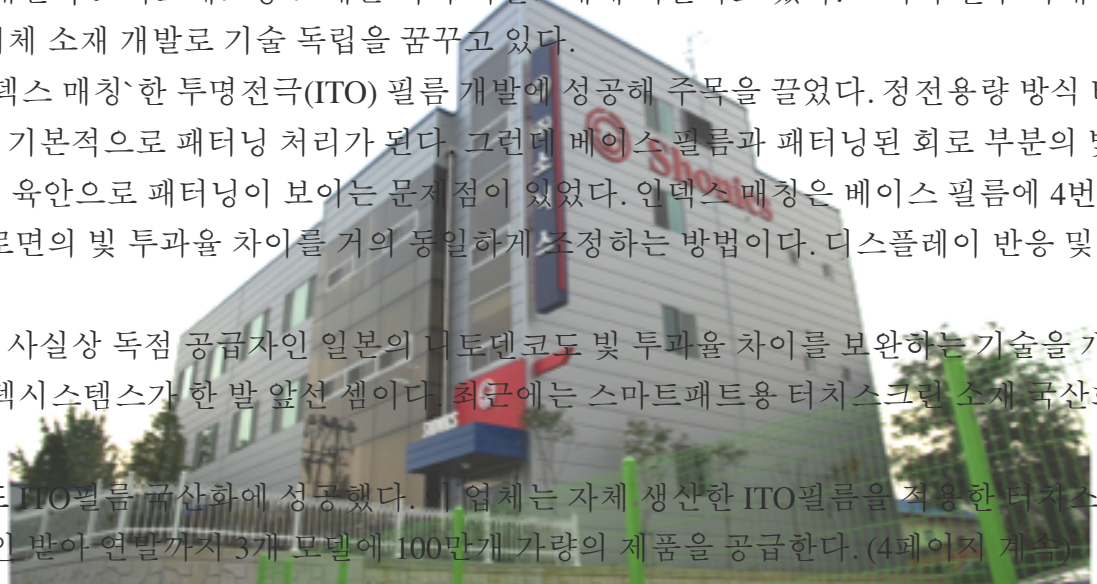 체 소재 개발로 기술 독립을 꿈꾸고 있다.
덱스 매칭`한 투명전극(ITO) 필름 개발에 성공해 주목을 끌었다. 정전용량 방식
기본적으로 패터닝 처리가 된다. 그런데 베이스 필름과 패터닝된 회로 부분의
육안으로 패터닝이 보이는 문제점이 있었다. 인덱스 매칭은 베이스 필름에 4번
로면의 빛 투과율 차이를 거의 동일하게 조정하는 방법이다. 디스플레이 반응 및
사실상 독점 공급자인 일본의 니토덴코도 빛 투과율 차이를 보완하는 기술을
텍시스템스가 한 발 앞선 셈이다. 최근에는 스마트패트용 터치스크린 소재 국산화
도 ITO필름 국산화에 성공했다. 이 업체는 자체 생산한 ITO필름을 적용한 터치스
인 받아 연말까지 3개 모델에 100만개 가량의 제품을 공급한다. (4페이지 계속)
Shonics
SHONICS